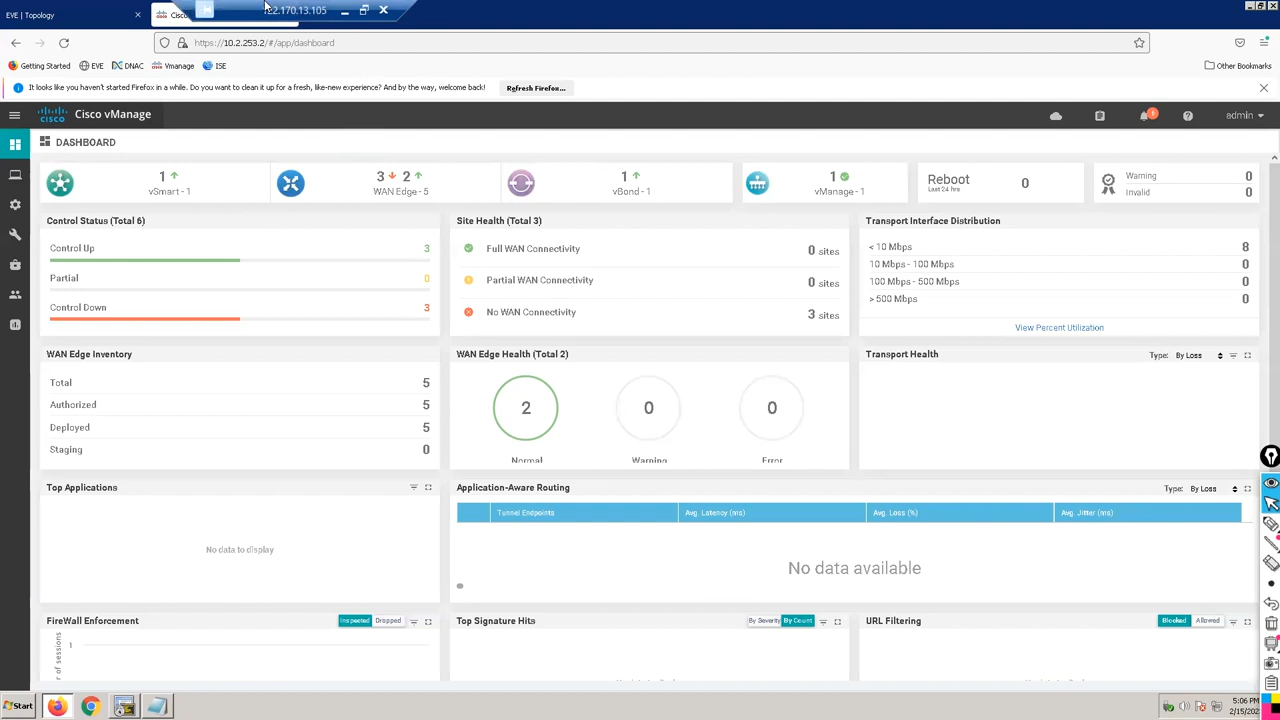 EVE | Topology
170.13.105
https://10.2.253.2/#/app/dashboard
Getting Started EVE DNAC Vmanage ISE Other Bookmarks
It looks like you haven't started Firefox in a while. Do you want to clean it up for a fresh, like-new experience? And by the way, welcome back! Refresh Firefox...
CISCO Cisco vManage admin
DASHBOARD
1 3 2 1 1 Reboot 0 Warning 0
vSmart - 1 WAN Edge - 5 vBond - 1 vManage - 1 Last 24 hrs Invalid 0
Control Status (Total 6) Site Health (Total 3) Transport Interface Distribution
Control Up 3 Full WAN Connectivity 0 sites < 10 Mbps 8
10 Mbps - 100 Mbps 0
Partial 0 Partial WAN Connectivity 0 sites 100 Mbps - 500 Mbps 0
> 500 Mbps 0
Control Down 3 No WAN Connectivity 3 sites
View Percent Utilization
WAN Edge Inventory WAN Edge Health (Total 2) Transport Health Type: By Loss
Total 5
Authorized 5 2 0 0
Deployed 5
Staging 0 Normal Warning Error
Top Applications Application-Aware Routing Type: By Loss
Tunnel Endpoints Avg. Latency (ms) Avg. Loss (%) Avg. Jitter (ms)
No data to display No data available
FireWall Enforcement Inspected Dropped Top Signature Hits By Severity By Count URL Filtering Blocked Allowed
1
r of sessions
Start 5:06 PM